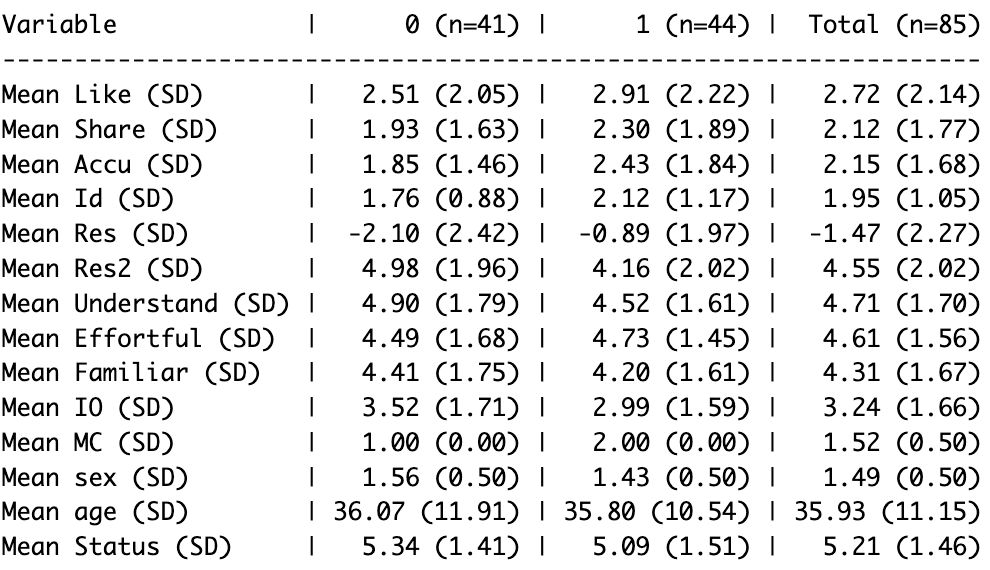 Variable | 0 (n=41) | 1 (n=44) | Total (n=85)
--------------------------------------------------------------------
Mean Like (SD) | 2.51 (2.05) | 2.91 (2.22) | 2.72 (2.14)
Mean Share (SD) | 1.93 (1.63) | 2.30 (1.89) | 2.12 (1.77)
Mean Accu (SD) | 1.85 (1.46) | 2.43 (1.84) | 2.15 (1.68)
Mean Id (SD) | 1.76 (0.88) | 2.12 (1.17) | 1.95 (1.05)
Mean Res (SD) | -2.10 (2.42) | -0.89 (1.97) | -1.47 (2.27)
Mean Res2 (SD) | 4.98 (1.96) | 4.16 (2.02) | 4.55 (2.02)
Mean Understand (SD) | 4.90 (1.79) | 4.52 (1.61) | 4.71 (1.70)
Mean Effortful (SD) | 4.49 (1.68) | 4.73 (1.45) | 4.61 (1.56)
Mean Familiar (SD) | 4.41 (1.75) | 4.20 (1.61) | 4.31 (1.67)
Mean IO (SD) | 3.52 (1.71) | 2.99 (1.59) | 3.24 (1.66)
Mean MC (SD) | 1.00 (0.00) | 2.00 (0.00) | 1.52 (0.50)
Mean sex (SD) | 1.56 (0.50) | 1.43 (0.50) | 1.49 (0.50)
Mean age (SD) | 36.07 (11.91) | 35.80 (10.54) | 35.93 (11.15)
Mean Status (SD) | 5.34 (1.41) | 5.09 (1.51) | 5.21 (1.46)